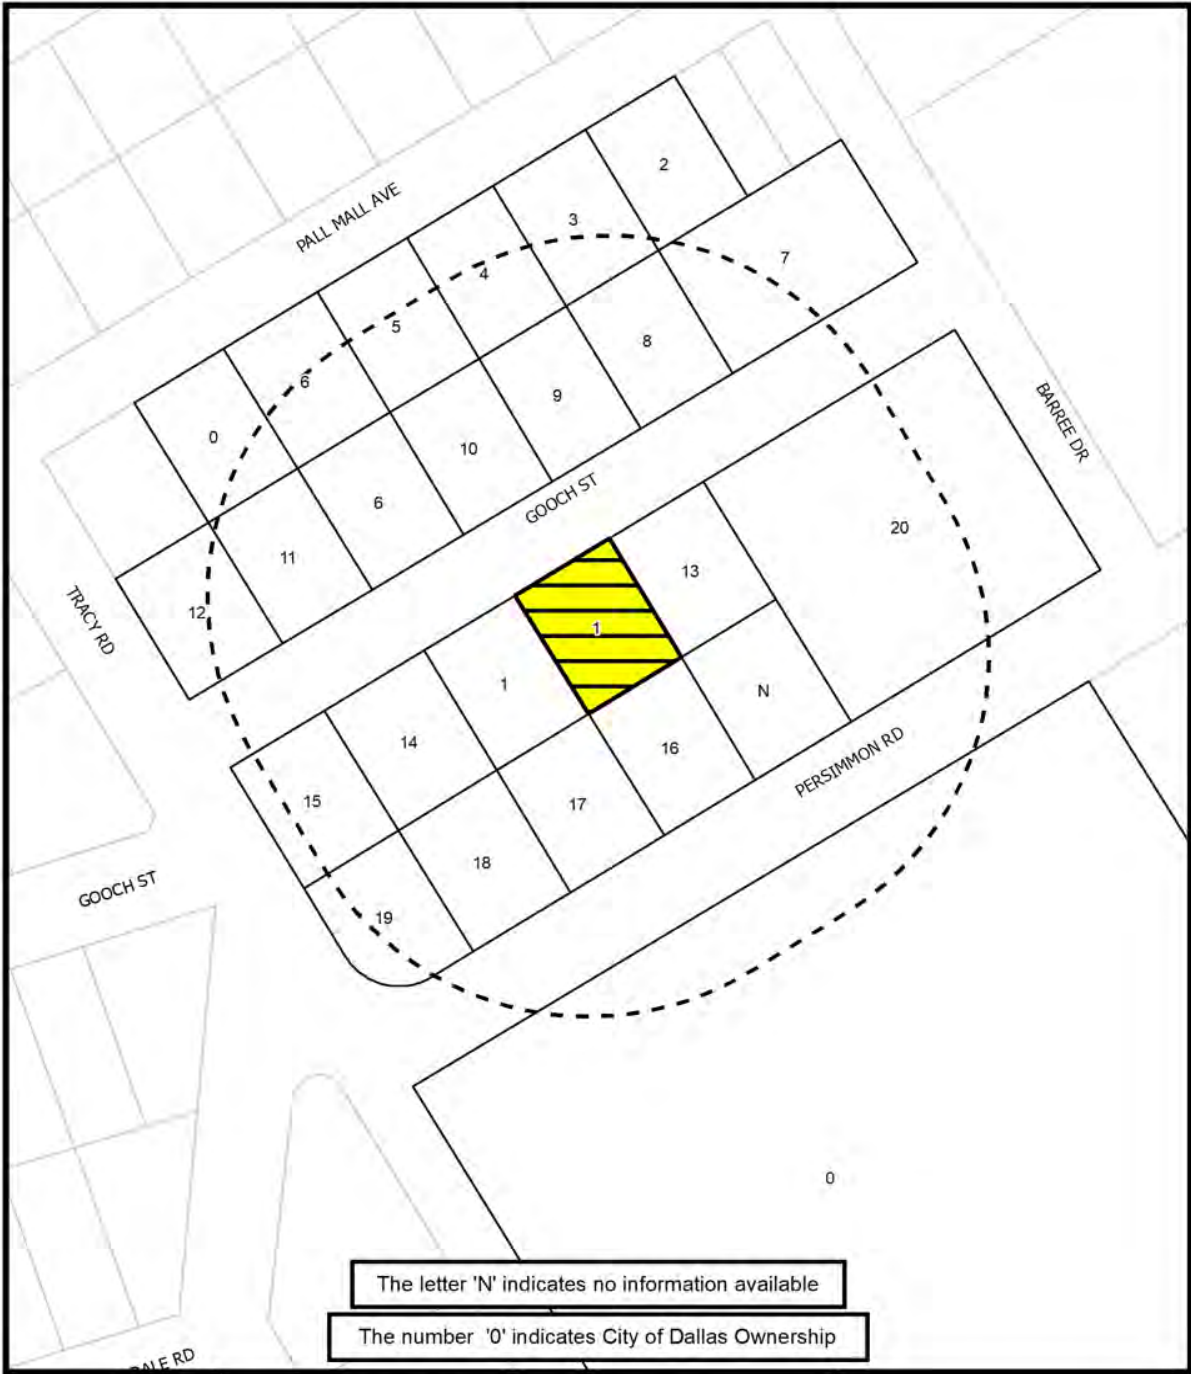 2
PALL MALL AVE
3
7
4
5
8
6
9
0
10
GOOCH ST
BARREE DR
6
20
11
13
12
TRACY RD
1
1
N
14
16
PERSIMMON RD
15
17
18
GOOCH ST
19
0
The letter 'N' indicates no information available
The number '0' indicates City of Dallas Ownership
RD